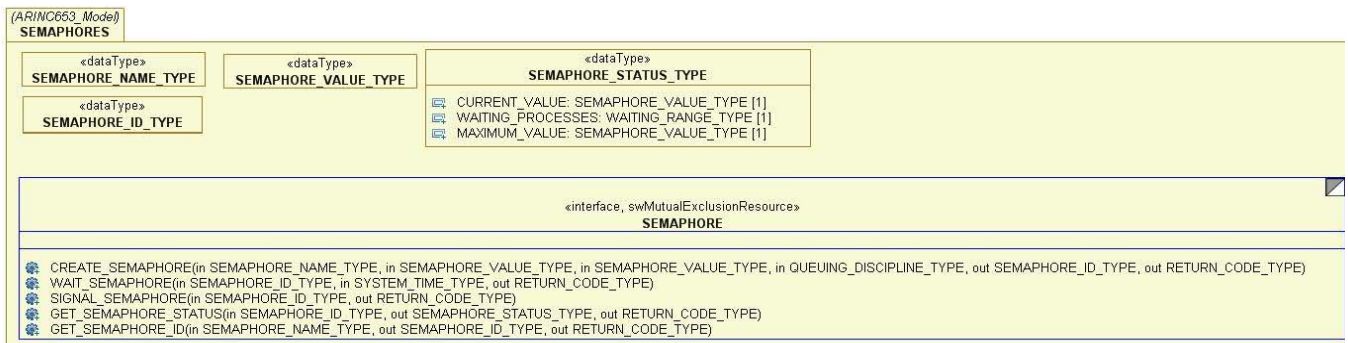 (ARINC653_Model)
SEMAPHORES
«dataType»
SEMAPHORE_NAME_TYPE
«dataType»
SEMAPHORE_VALUE_TYPE
«dataType»
SEMAPHORE_STATUS_TYPE
CURRENT_VALUE: SEMAPHORE_VALUE_TYPE [1]
WAITING_PROCESSES: WAITING_RANGE_TYPE [1]
MAXIMUM_VALUE: SEMAPHORE_VALUE_TYPE [1]
«dataType»
SEMAPHORE_ID_TYPE
«interface, swMutualExclusionResource»
SEMAPHORE
CREATE_SEMAPHORE(in SEMAPHORE_NAME_TYPE, in SEMAPHORE_VALUE_TYPE, in SEMAPHORE_VALUE_TYPE, in QUEUING_DISCIPLINE_TYPE, out SEMAPHORE_ID_TYPE, out RETURN_CODE_TYPE)
WAIT_SEMAPHORE(in SEMAPHORE_ID_TYPE, in SYSTEM_TIME_TYPE, out RETURN_CODE_TYPE)
SIGNAL_SEMAPHORE(in SEMAPHORE_ID_TYPE, out RETURN_CODE_TYPE)
GET_SEMAPHORE_STATUS(in SEMAPHORE_ID_TYPE, out SEMAPHORE_STATUS_TYPE, out RETURN_CODE_TYPE)
GET_SEMAPHORE_ID(in SEMAPHORE_NAME_TYPE, out SEMAPHORE_ID_TYPE, out RETURN_CODE_TYPE)